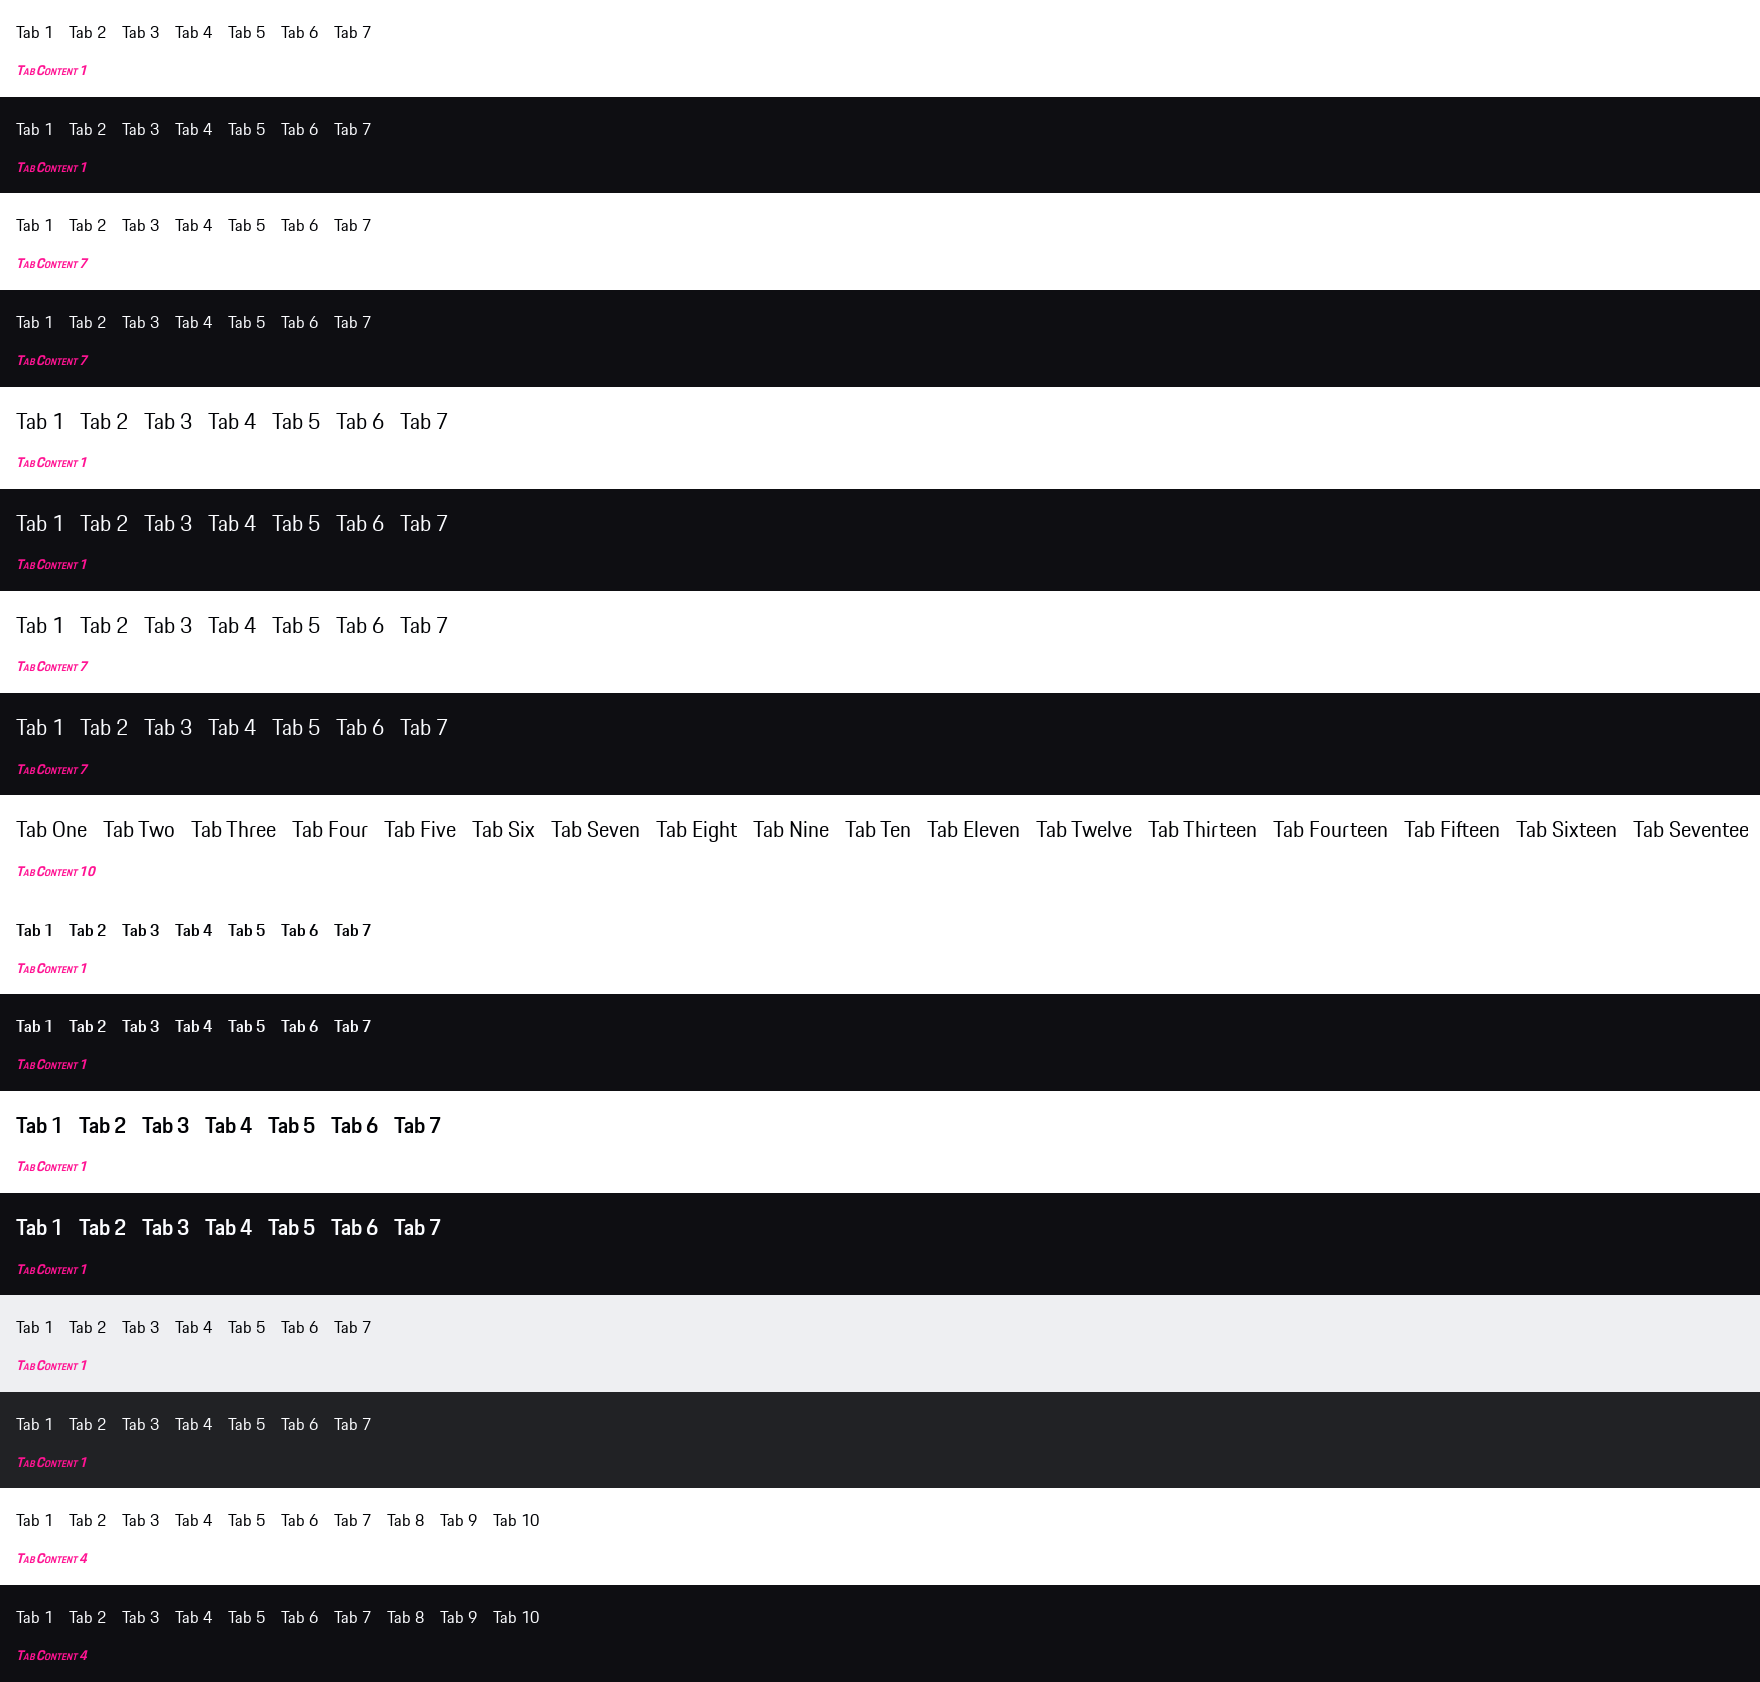 Tab 1 Tab 2 Tab 3 Tab 4 Tab 5 Tab 6 Tab 7
Tab Content 1
Tab 1 Tab 2 Tab 3 Tab 4 Tab 5 Tab 6 Tab 7
Tab Content 1
Tab 1 Tab 2 Tab 3 Tab 4 Tab 5 Tab 6 Tab 7
Tab Content 7
Tab 1 Tab 2 Tab 3 Tab 4 Tab 5 Tab 6 Tab 7
Tab Content 7
Tab 1 Tab 2 Tab 3 Tab 4 Tab 5 Tab 6 Tab 7
Tab Content 1
Tab 1 Tab 2 Tab 3 Tab 4 Tab 5 Tab 6 Tab 7
Tab Content 1
Tab 1 Tab 2 Tab 3 Tab 4 Tab 5 Tab 6 Tab 7
Tab Content 7
Tab 1 Tab 2 Tab 3 Tab 4 Tab 5 Tab 6 Tab 7
Tab Content 7
Tab One Tab Two Tab Three Tab Four Tab Five Tab Six Tab Seven Tab Eight Tab Nine Tab Ten Tab Eleven Tab Twelve Tab Thirteen Tab Fourteen Tab Fifteen Tab Sixteen Tab Seventee
Tab Content 10
Tab 1 Tab 2 Tab 3 Tab 4 Tab 5 Tab 6 Tab 7
Tab Content 1
Tab 1 Tab 2 Tab 3 Tab 4 Tab 5 Tab 6 Tab 7
Tab Content 1
Tab 1 Tab 2 Tab 3 Tab 4 Tab 5 Tab 6 Tab 7
Tab Content 1
Tab 1 Tab 2 Tab 3 Tab 4 Tab 5 Tab 6 Tab 7
Tab Content 1
Tab 1 Tab 2 Tab 3 Tab 4 Tab 5 Tab 6 Tab 7
Tab Content 1
Tab 1 Tab 2 Tab 3 Tab 4 Tab 5 Tab 6 Tab 7
Tab Content 1
Tab 1 Tab 2 Tab 3 Tab 4 Tab 5 Tab 6 Tab 7 Tab 8 Tab 9 Tab 10
Tab Content 4
Tab 1 Tab 2 Tab 3 Tab 4 Tab 5 Tab 6 Tab 7 Tab 8 Tab 9 Tab 10
Tab Content 4